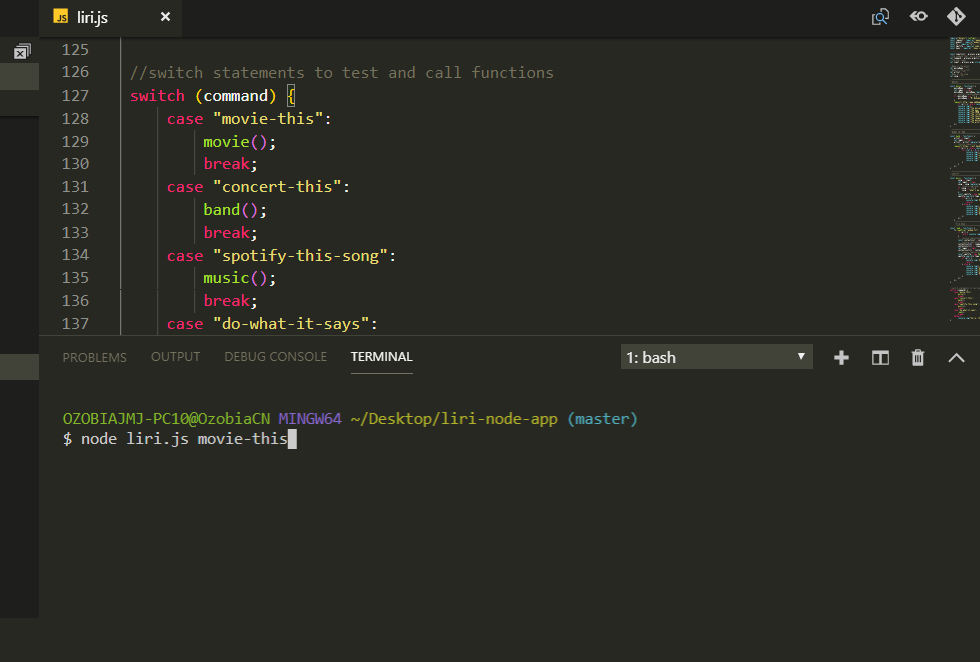 JS liri.js
125
126 //switch statements to test and call functions
127 switch (command) {
128 case "movie-this":
129 movie();
130 break;
131 case "concert-this":
132 band();
133 break;
134 case "spotify-this-song":
135 music();
136 break;
137 case "do-what-it-says":
PROBLEMS OUTPUT DEBUG CONSOLE TERMINAL 1: bash
OZOBIAJMJ-PC10@OzobiaCN MINGW64 ~/Desktop/liri-node-app (master)
$ node liri.js movie-this